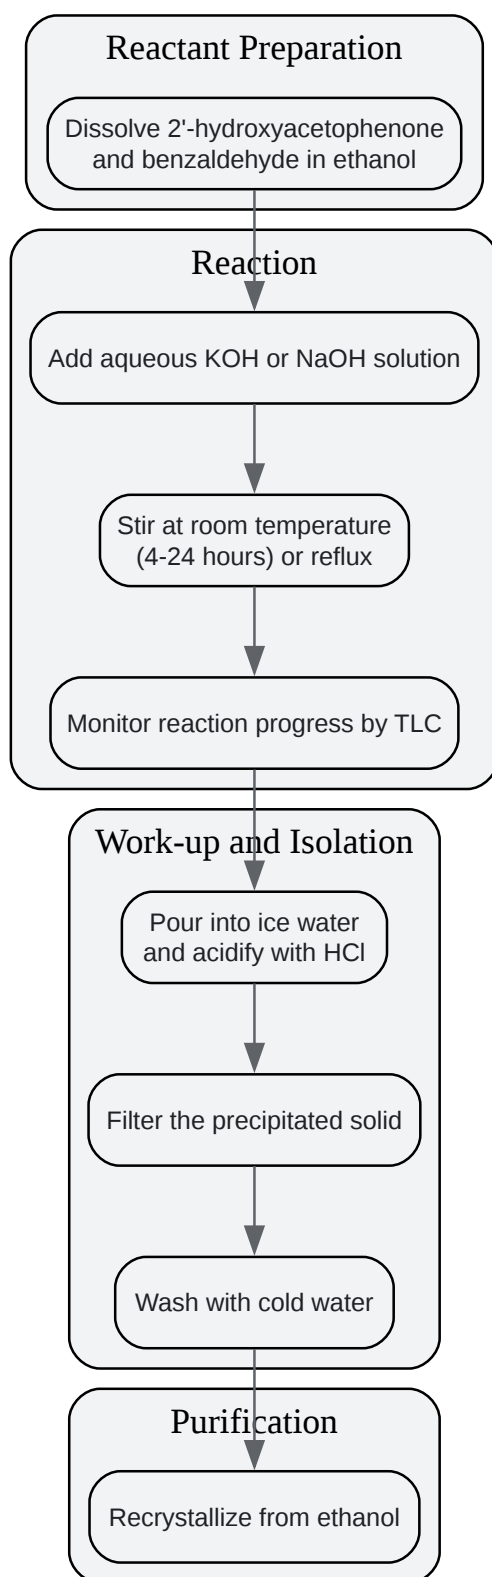 Reactant Preparation
Dissolve 2'-hydroxyacetophenone
and benzaldehyde in ethanol
Reaction
Add aqueous KOH or NaOH solution
Stir at room temperature
(4-24 hours) or reflux
Monitor reaction progress by TLC
Work-up and Isolation
Pour into ice water
and acidify with HCl
Filter the precipitated solid
Wash with cold water
Purification
Recrystallize from ethanol